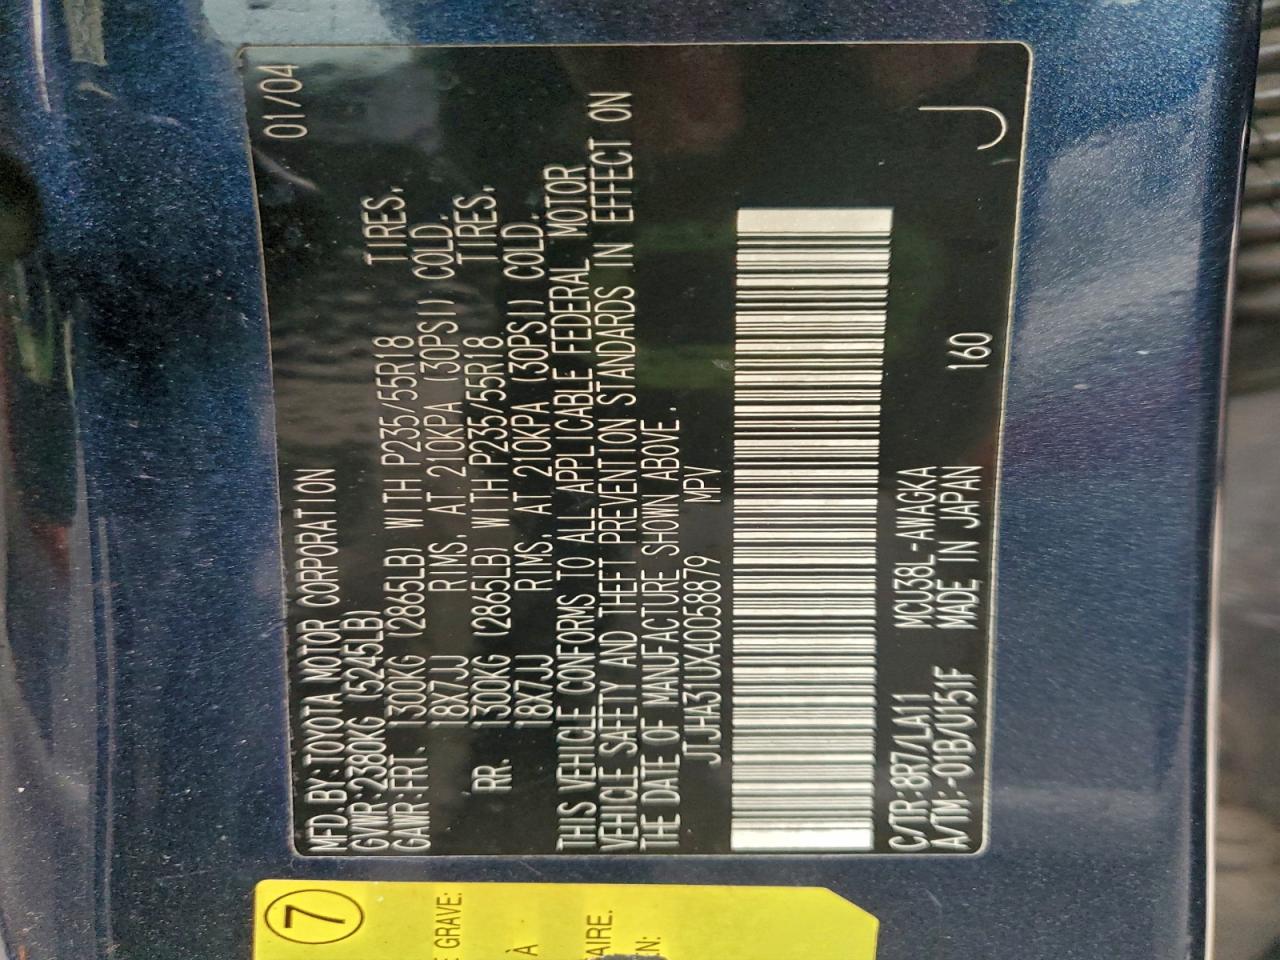 01/04
MFD. BY: TOYOTA MOTOR CORPORATION
GVWR: 2380KG (5245LB)
GAWR: FRT. 1300KG (2865LB) WITH P235/55R18 TIRES,
18X7JJ RIMS, AT 210KPA (30PSI) COLD.
RR. 1300KG (2865LB) WITH P235/55R18 TIRES,
18X7JJ RIMS, AT 210KPA (30PSI) COLD.
THIS VEHICLE CONFORMS TO ALL APPLICABLE FEDERAL MOTOR
VEHICLE SAFETY AND THEFT PREVENTION STANDARDS IN EFFECT ON
THE DATE OF MANUFACTURE SHOWN ABOVE.
JTJHA31UX40058879 MPV
C/TR: 8R7/LA11 MCU38L-AWAGKA
A/TM: -01B/U151F MADE IN JAPAN 160
J
7
GRAVE:
À
AIRE.